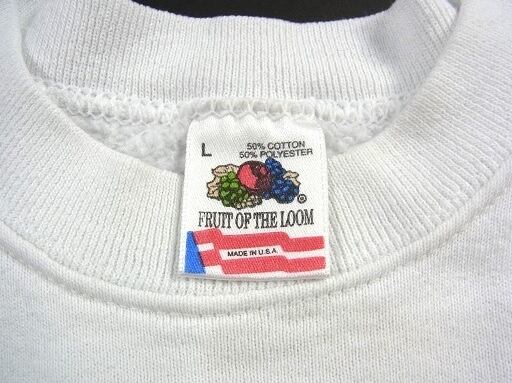 L
50% COTTON
50% POLYESTER
®
FRUIT OF THE LOOM
MADE IN U.S.A.